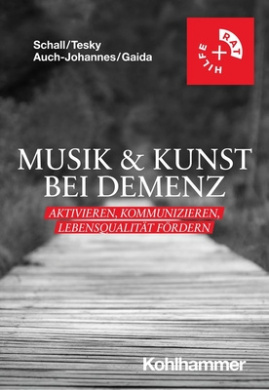 Schall/Tesky
Auch-Johannes/Gaida
RAT
+
HILFE
MUSIK & KUNST
BEI DEMENZ
AKTIVIEREN, KOMMUNIZIEREN,
LEBENSQUALITÄT FÖRDERN
Kohlhammer